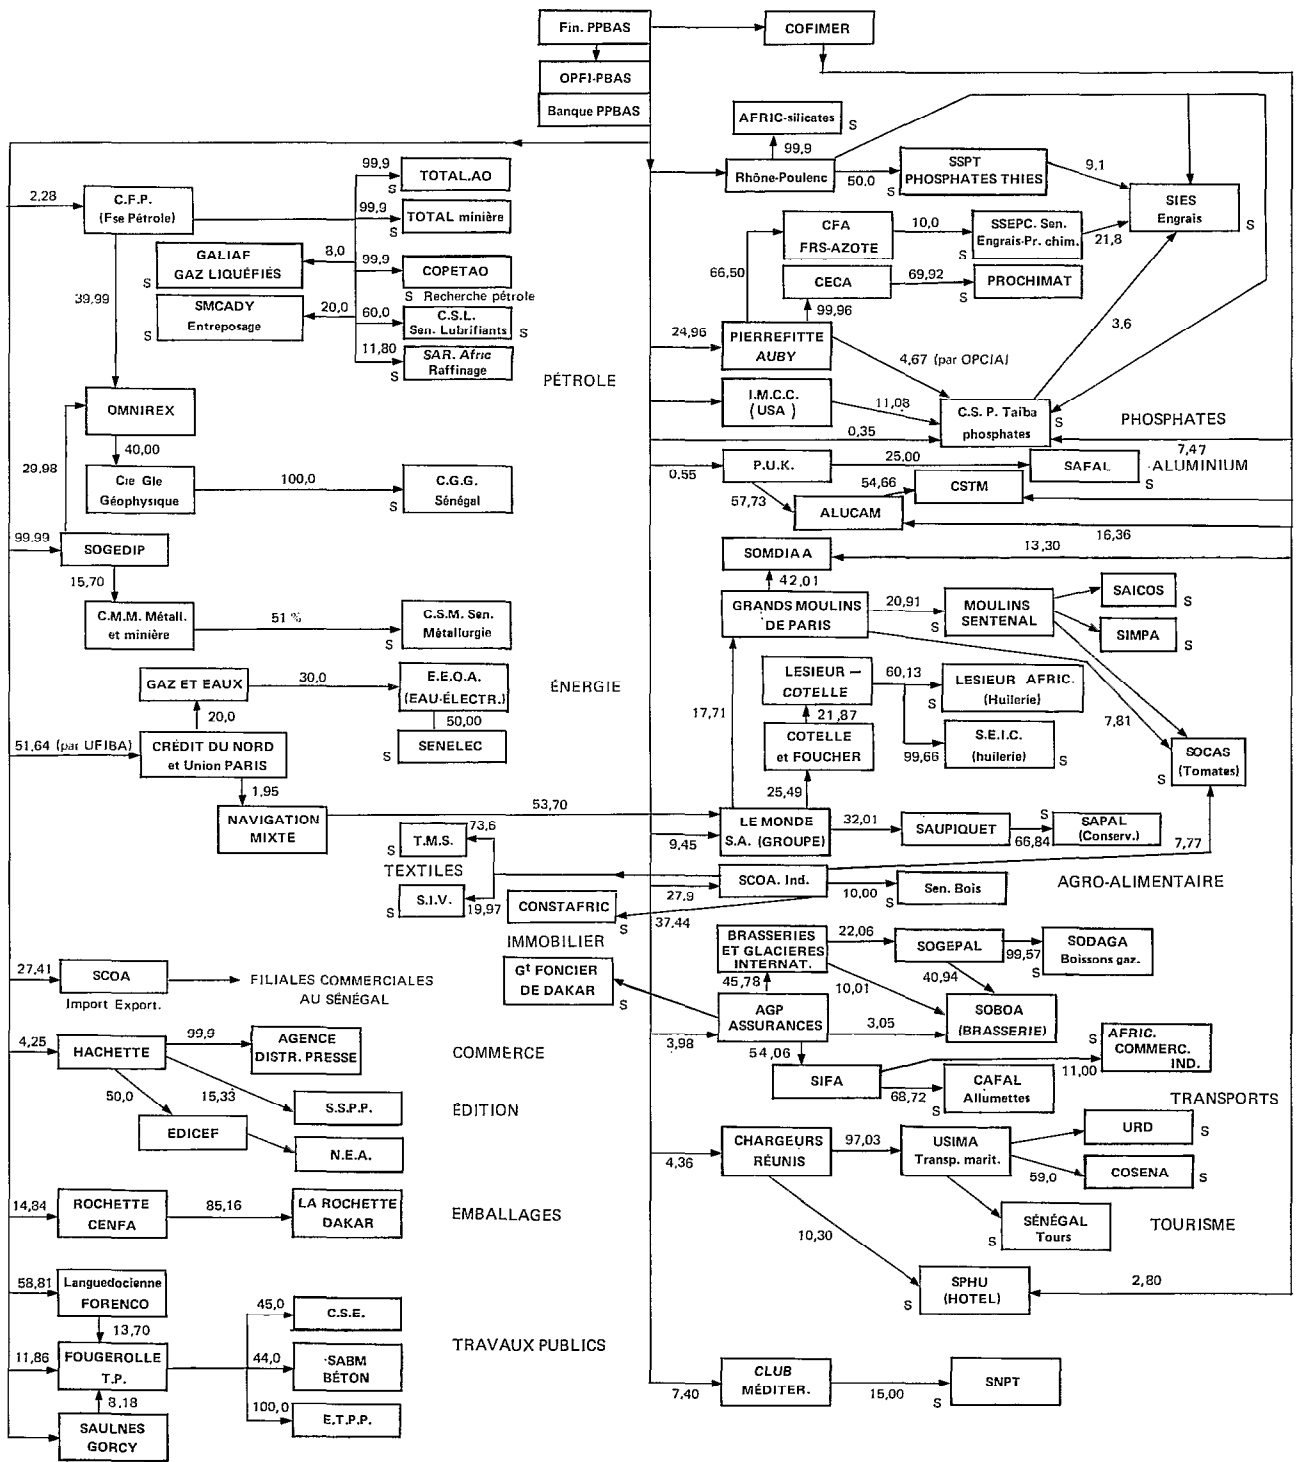 Fin. PPBAS
COFIMER
OPFI-PBAS
Banque PPBAS
AFRIC-silicates
S
99,9
Rhône-Poulenc
50,0
S
SSPT
PHOSPHATES THIES
9,1
SIES
Engrais
S
CFA
FRS-AZOTE
10,0
S
SSEPC. Sen.
Engrais-Pr. chim.
21,8
66,50
CECA
69,92
S
PROCHIMAT
99,96
24,96
PIERREFITTE
AUBY
4,67 (par OPCIA)
3,6
I.M.C.C.
(USA)
11,08
C.S.P. Taïba
phosphates
S
PHOSPHATES
0,35
7,47
0,55
P.U.K.
25,00
SAFAL
S
ALUMINIUM
57,73
54,66
CSTM
ALUCAM
16,36
SOMDIAA
13,30
42,01
GRANDS MOULINS
DE PARIS
20,91
S
MOULINS
SENTENAL
SAICOS
S
SIMPA
S
17,71
LESIEUR –
COTELLE
60,13
S
LESIEUR AFRIC.
(Huilerie)
7,81
21,87
COTELLE
et FOUCHER
99,66
S.E.I.C.
(huilerie)
S
SOCAS
(Tomates)
S
25,49
LE MONDE
S.A. (GROUPE)
9,45
32,01
SAUPIQUET
66,84
S
SAPAL
(Conserv.)
7,77
SCOA. Ind.
27,9
10,00
S
Sen. Bois
AGRO-ALIMENTAIRE
37,44
BRASSERIES
ET GLACIERES
INTERNAT.
22,06
SOGEPAL
99,57
S
SODAGA
Boissons gaz.
45,78
10,01
40,94
AGP
ASSURANCES
3,98
3,05
SOBOA
(BRASSERIE)
54,06
SIFA
S
AFRIC.
COMMERC.
IND.
11,00
68,72
S
CAFAL
Allumettes
TRANSPORTS
4,36
CHARGEURS
RÉUNIS
97,03
USIMA
Transp. marit.
URD
S
59,0
COSENA
S
S
SÉNÉGAL
Tours
TOURISME
10,30
S
SPHU
(HOTEL)
2,80
7,40
CLUB
MÉDITER.
15,00
S
SNPT
2,28
C.F.P.
(Fse Pétrole)
99,9
S
TOTAL.AO
99,9
S
TOTAL minière
GALIAF
GAZ LIQUÉFIÉS
S
8,0
99,9
COPETAO
S Recherche pétrole
39,99
SMCADY
Entreposage
S
20,0
60,0
C.S.L.
Sen. Lubrifiants
S
11,80
S
SAR. Afric
Raffinage
PÉTROLE
OMNIREX
40,00
29,98
Cie Gle
Géophysique
100,0
S
C.G.G.
Sénégal
99,99
SOGEDIP
15,70
C.M.M. Métall.
et minière
51 %
S
C.S.M. Sen.
Métallurgie
GAZ ET EAUX
30,0
E.E.O.A.
(EAU-ÉLECTR.)
ÉNERGIE
20,0
50,00
S
SENELEC
51,64 (par UFIBA)
CRÉDIT DU NORD
et Union PARIS
1,95
NAVIGATION
MIXTE
53,70
S
T.M.S.
73,6
TEXTILES
S
S.I.V.
19,97
CONSTAFRIC
S
IMMOBILIER
Gt FONCIER
DE DAKAR
S
27,41
SCOA
Import Export.
FILIALES COMMERCIALES
AU SÉNÉGAL
4,25
HACHETTE
99,9
AGENCE
DISTR. PRESSE
COMMERCE
50,0
15,33
S.S.P.P.
ÉDITION
EDICEF
N.E.A.
14,84
ROCHETTE
CENFA
85,16
LA ROCHETTE
DAKAR
EMBALLAGES
58,81
Languedocienne
FORENCO
13,70
45,0
C.S.E.
11,86
FOUGEROLLE
T.P.
44,0
SABM
BÉTON
TRAVAUX PUBLICS
8,18
SAULNES
GORCY
100,0
E.T.P.P.